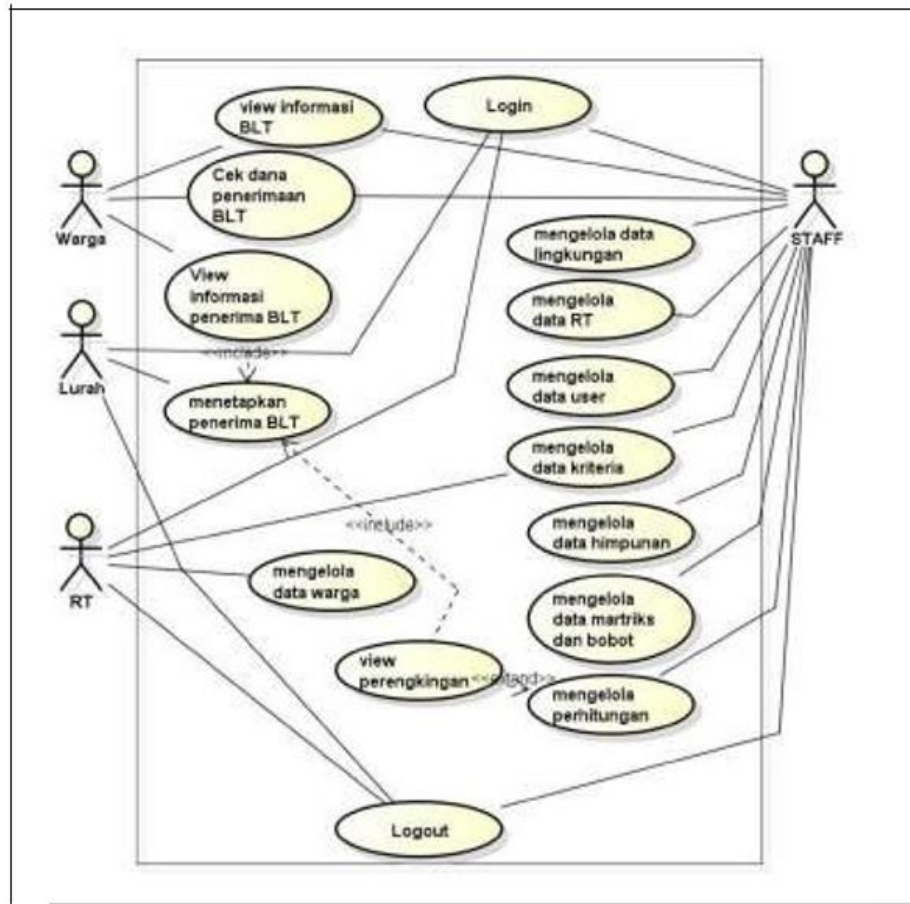 view informasi
BLT
Login
Cek dana
penerimaan
BLT
Warga
STAFF
mengelola data
lingkungan
View
informasi
penerima BLT
mengelola
data RT
<<include>>
Lurah
mengelola
data user
menetapkan
penerima BLT
mengelola
data kriteria
<<include>>
mengelola
data himpunan
RT
mengelola
data warga
mengelola
data martriks
dan bobot
view
perengkingan
<<extend>>
mengelola
perhitungan
Logout